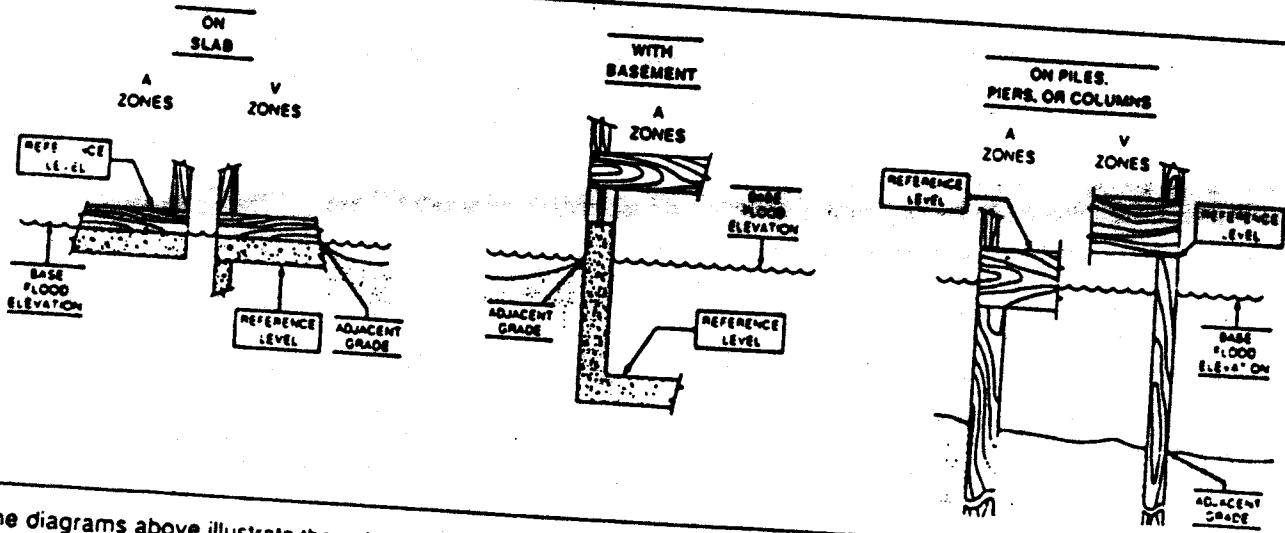 ON
SLAB
A
ZONES
V
ZONES
LEVEL
BASE
FLOOD
ELEVATION
REFERENCE
LEVEL
ADJACENT
GRADE
WITH
BASEMENT
A
ZONES
BASE
FLOOD
ELEVATION
ADJACENT
GRADE
REFERENCE
LEVEL
ON PILES,
PIERS, OR COLUMNS
A
ZONES
V
ZONES
REFERENCE
LEVEL
REFERENCE
LEVEL
BASE
FLOOD
ADJACENT
GRADE
he diagrams above illustrate the